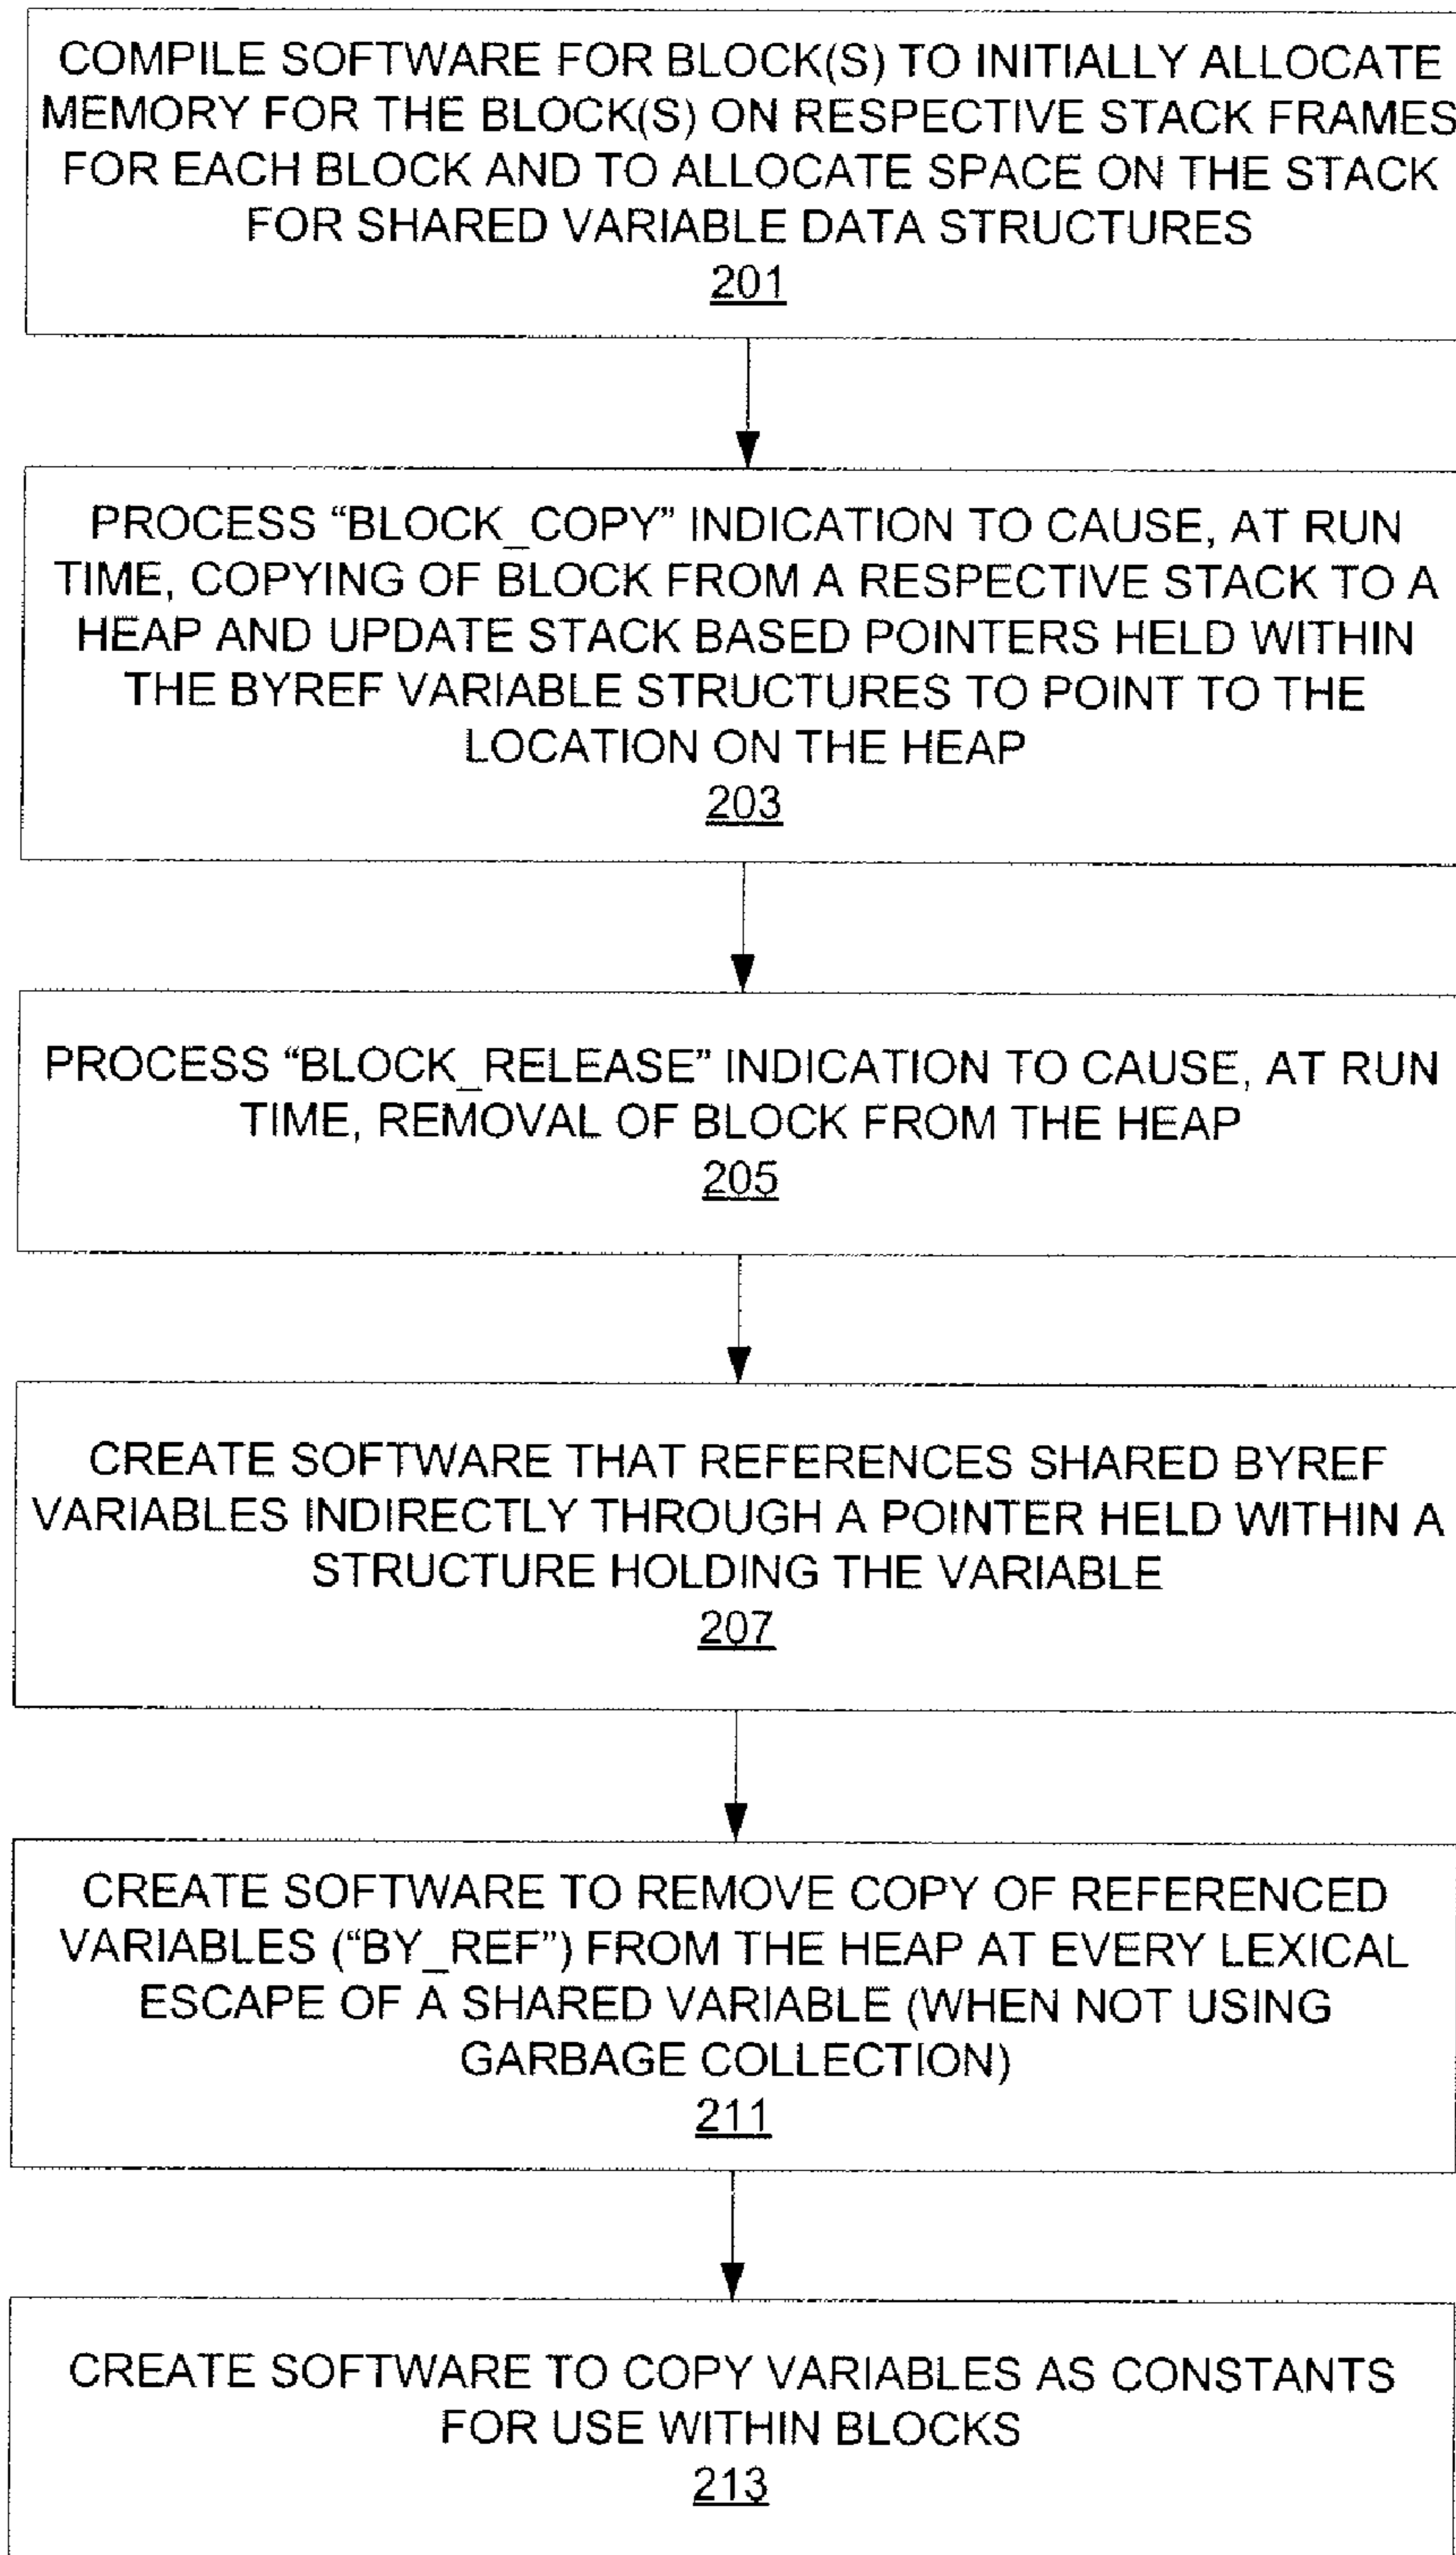 COMPILE SOFTWARE FOR BLOCK(S) TO INITIALLY ALLOCATE
MEMORY FOR THE BLOCK(S) ON RESPECTIVE STACK FRAMES
FOR EACH BLOCK AND TO ALLOCATE SPACE ON THE STACK
FOR SHARED VARIABLE DATA STRUCTURES
201
PROCESS “BLOCK_COPY” INDICATION TO CAUSE, AT RUN
TIME, COPYING OF BLOCK FROM A RESPECTIVE STACK TO A
HEAP AND UPDATE STACK BASED POINTERS HELD WITHIN
THE BYREF VARIABLE STRUCTURES TO POINT TO THE
LOCATION ON THE HEAP
203
PROCESS “BLOCK_RELEASE” INDICATION TO CAUSE, AT RUN
TIME, REMOVAL OF BLOCK FROM THE HEAP
205
CREATE SOFTWARE THAT REFERENCES SHARED BYREF
VARIABLES INDIRECTLY THROUGH A POINTER HELD WITHIN A
STRUCTURE HOLDING THE VARIABLE
207
CREATE SOFTWARE TO REMOVE COPY OF REFERENCED
VARIABLES (“BY_REF”) FROM THE HEAP AT EVERY LEXICAL
ESCAPE OF A SHARED VARIABLE (WHEN NOT USING
GARBAGE COLLECTION)
211
CREATE SOFTWARE TO COPY VARIABLES AS CONSTANTS
FOR USE WITHIN BLOCKS
213